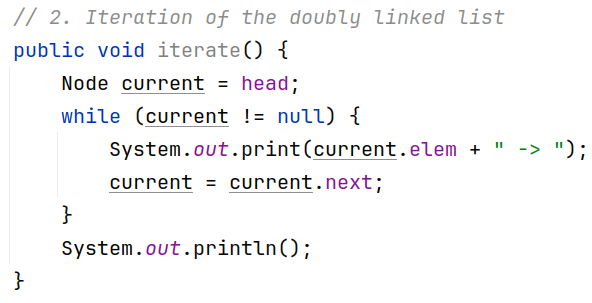 // 2. Iteration of the doubly linked list
public void iterate() {
    Node current = head;
    while (current != null) {
        System.out.print(current.elem + " -> ");
        current = current.next;
    }
    System.out.println();
}